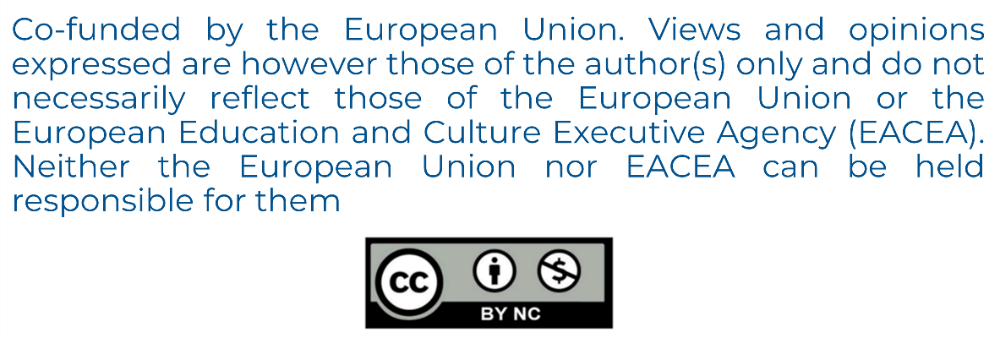 Co-funded by the European Union. Views and opinions
expressed are however those of the author(s) only and do not
necessarily reflect those of the European Union or the
European Education and Culture Executive Agency (EACEA).
Neither the European Union nor EACEA can be held
responsible for them
CC
BY NC